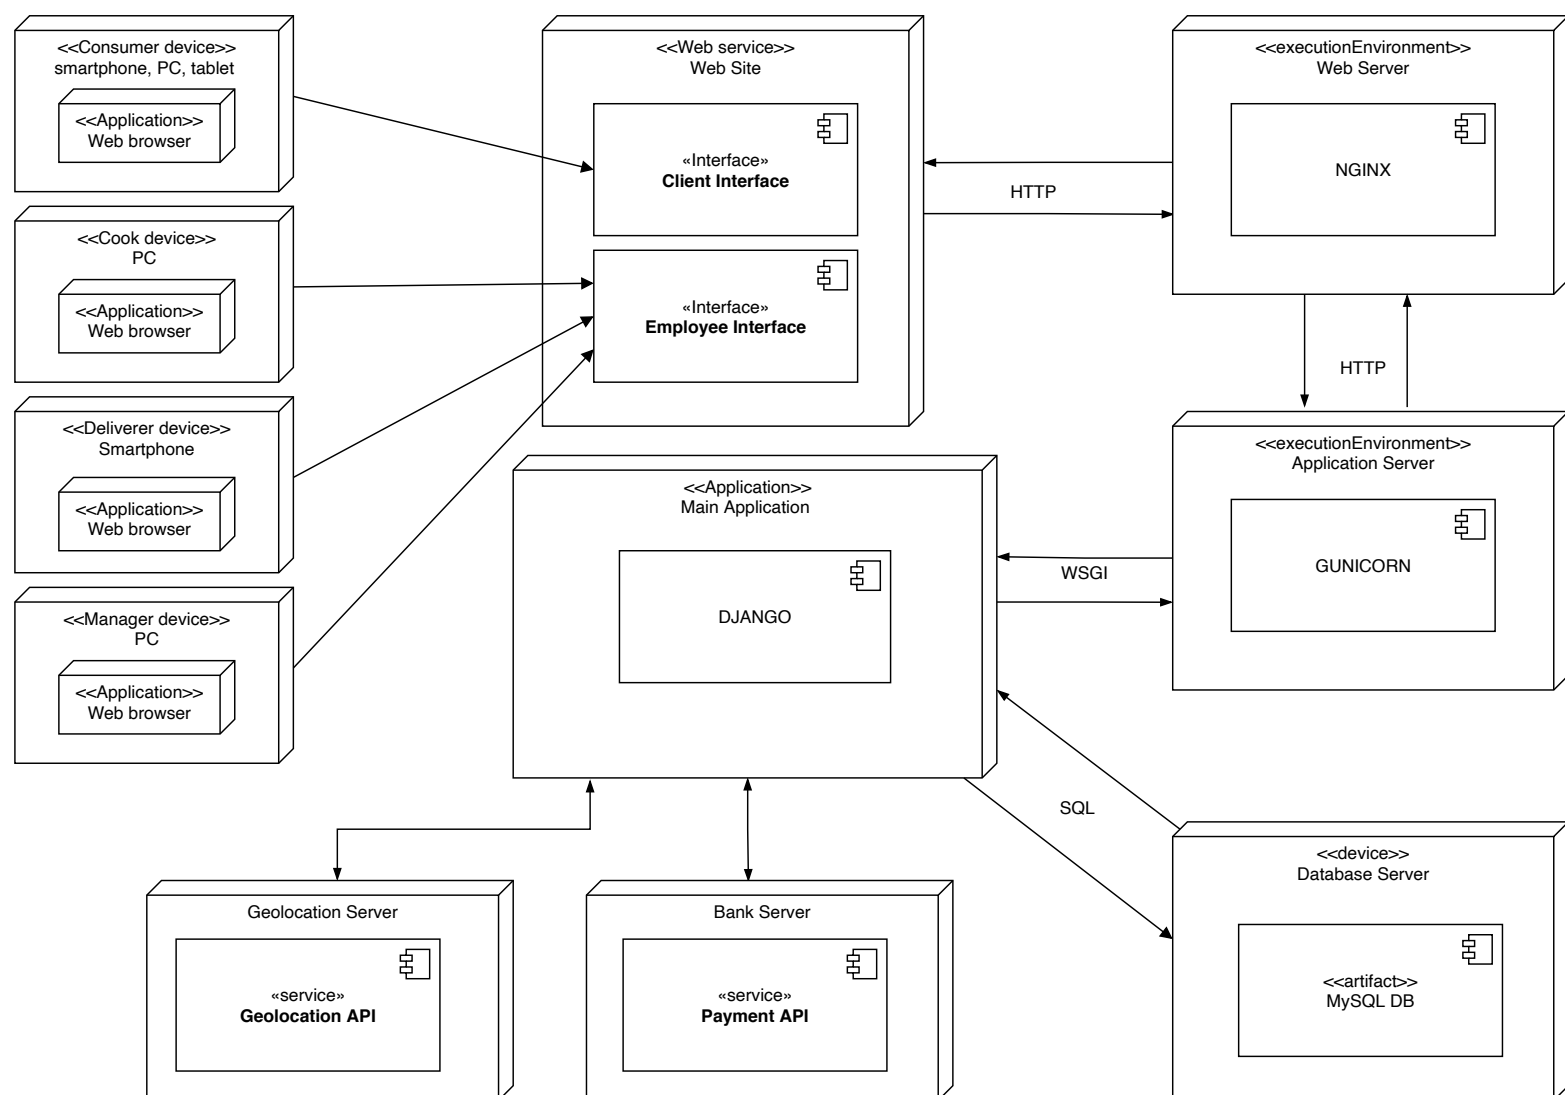 <<Consumer device>>
smartphone, PC, tablet
<<Application>>
Web browser
<<Cook device>>
PC
<<Application>>
Web browser
<<Deliverer device>>
Smartphone
<<Application>>
Web browser
<<Manager device>>
PC
<<Application>>
Web browser
<<Web service>>
Web Site
«Interface»
Client Interface
«Interface»
Employee Interface
HTTP
<<executionEnvironment>>
Web Server
NGINX
HTTP
<<executionEnvironment>>
Application Server
GUNICORN
WSGI
<<Application>>
Main Application
DJANGO
SQL
<<device>>
Database Server
<<artifact>>
MySQL DB
Geolocation Server
«service»
Geolocation API
Bank Server
«service»
Payment API